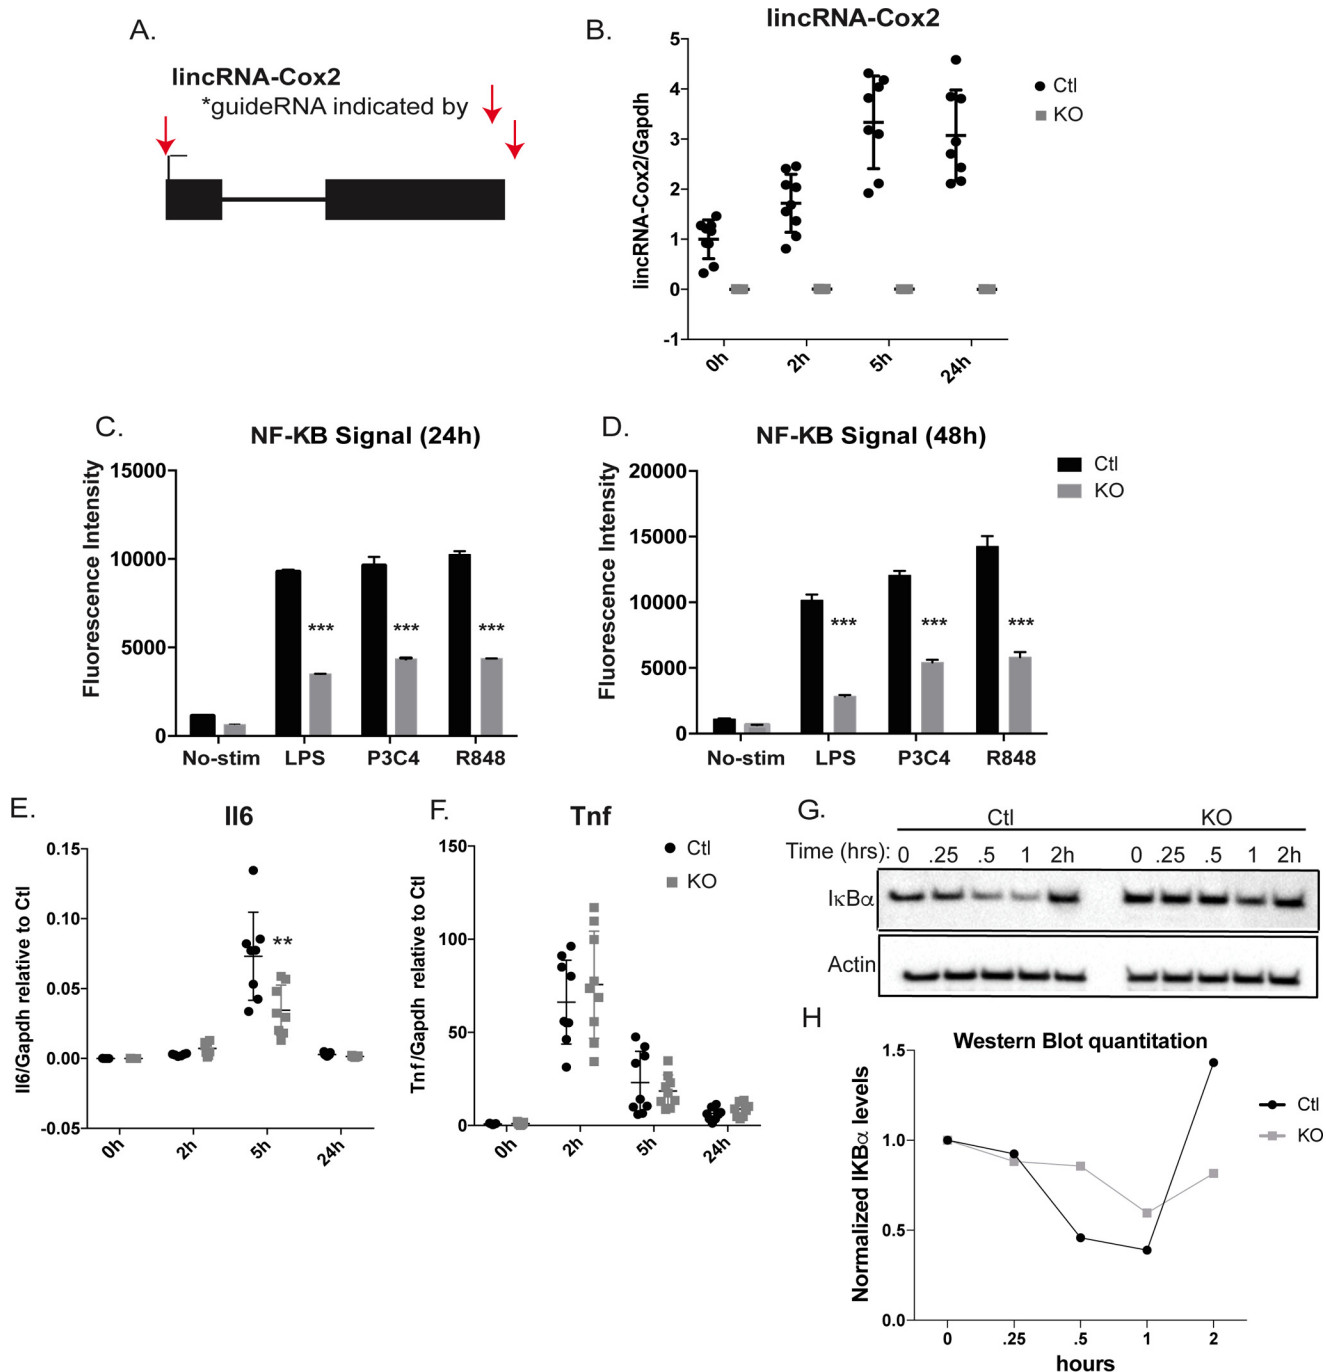 A.
lincRNA-Cox2
*guideRNA indicated by
B.
lincRNA-Cox2
lincRNA-Cox2/Gapdh
5
4
3
2
1
0
-1
0h 2h 5h 24h
Ctl
KO
C.
NF-KB Signal (24h)
Fluorescence Intensity
15000
10000
5000
0
*** *** ***
No-stim LPS P3C4 R848
D.
NF-KB Signal (48h)
Fluorescence Intensity
20000
15000
10000
5000
0
*** *** ***
No-stim LPS P3C4 R848
Ctl
KO
E.
Il6
Il6/Gapdh relative to Ctl
0.15
0.10
0.05
0.00
-0.05
**
0h 2h 5h 24h
F.
Tnf
Tnf/Gapdh relative to Ctl
150
100
50
0
0h 2h 5h 24h
Ctl
KO
G.
Ctl KO
Time (hrs): 0 .25 .5 1 2h 0 .25 .5 1 2h
IκBα
Actin
H
Western Blot quantitation
Normalized IKBα levels
1.5
1.0
0.5
0.0
0 .25 .5 1 2
hours
Ctl
KO